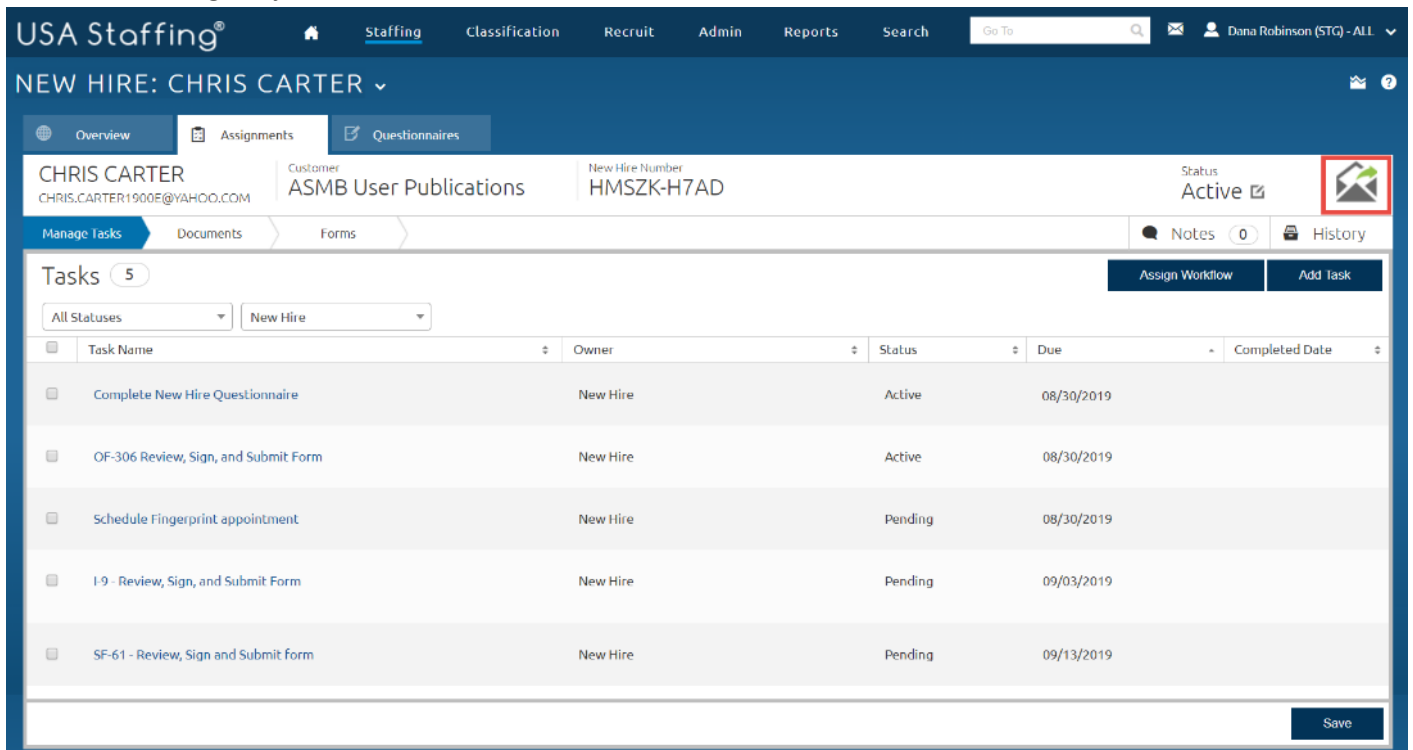 USA Staffing® Staffing Classification Recruit Admin Reports Search Go To Dana Robinson (STG) - ALL
NEW HIRE: CHRIS CARTER
Overview Assignments Questionnaires
CHRIS CARTER Customer New Hire Number Status
CHRIS.CARTER1900E@YAHOO.COM ASMB User Publications HMSZK-H7AD Active
Manage Tasks Documents Forms Notes 0 History
Tasks 5 Assign Workflow Add Task
All Statuses New Hire
Task Name Owner Status Due Completed Date
Complete New Hire Questionnaire New Hire Active 08/30/2019
OF-306 Review, Sign, and Submit Form New Hire Active 08/30/2019
Schedule Fingerprint appointment New Hire Pending 08/30/2019
I-9 - Review, Sign, and Submit Form New Hire Pending 09/03/2019
SF-61 - Review, Sign and Submit form New Hire Pending 09/13/2019
Save